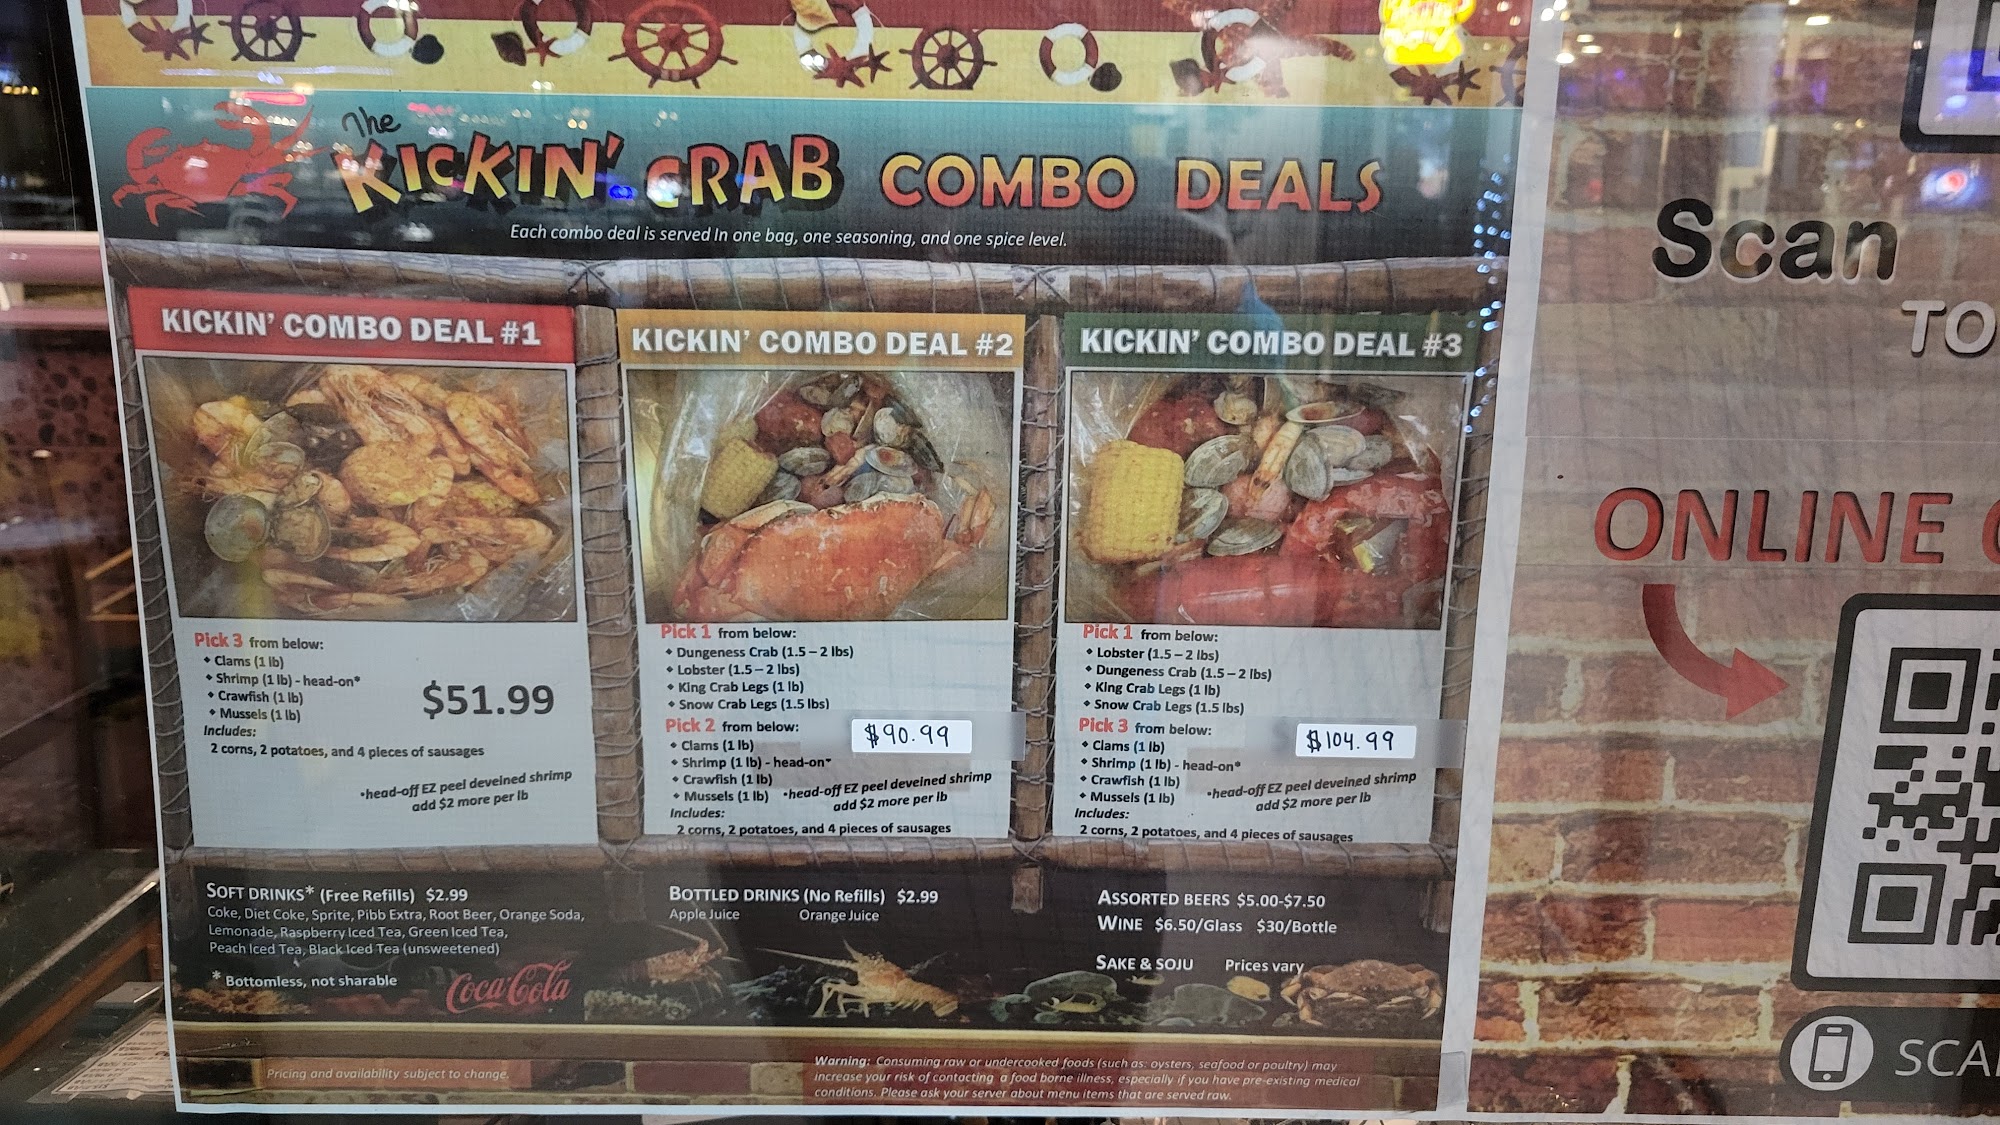 The
KICKIN' CRAB COMBO DEALS
Each combo deal is served In one bag, one seasoning, and one spice level.
KICKIN' COMBO DEAL #1
Pick 3 from below:
Clams (1 lb)
Shrimp (1 lb) - head-on*
Crawfish (1 lb)
Mussels (1 lb)
$51.99
Includes:
2 corns, 2 potatoes, and 4 pieces of sausages
*head-off EZ peel deveined shrimp
add $2 more per lb
KICKIN' COMBO DEAL #2
Pick 1 from below:
Dungeness Crab (1.5 – 2 lbs)
Lobster (1.5 – 2 lbs)
King Crab Legs (1 lb)
Snow Crab Legs (1.5 lbs)
Pick 2 from below:
$90.99
Clams (1 lb)
Shrimp (1 lb) - head-on*
Crawfish (1 lb)
Mussels (1 lb)
*head-off EZ peel deveined shrimp
add $2 more per lb
Includes:
2 corns, 2 potatoes, and 4 pieces of sausages
KICKIN' COMBO DEAL #3
Pick 1 from below:
Lobster (1.5 – 2 lbs)
Dungeness Crab (1.5 – 2 lbs)
King Crab Legs (1 lb)
Snow Crab Legs (1.5 lbs)
Pick 3 from below:
$104.99
Clams (1 lb)
Shrimp (1 lb) - head-on*
Crawfish (1 lb)
Mussels (1 lb)
*head-off EZ peel deveined shrimp
add $2 more per lb
Includes:
2 corns, 2 potatoes, and 4 pieces of sausages
SOFT DRINKS* (Free Refills) $2.99
Coke, Diet Coke, Sprite, Pibb Extra, Root Beer, Orange Soda,
Lemonade, Raspberry Iced Tea, Green Iced Tea,
Peach Iced Tea, Black Iced Tea (unsweetened)
* Bottomless, not sharable
Coca-Cola
BOTTLED DRINKS (No Refills) $2.99
Apple Juice Orange Juice
ASSORTED BEERS $5.00-$7.50
WINE $6.50/Glass $30/Bottle
SAKE & SOJU Prices vary
Pricing and availability subject to change.
Warning: Consuming raw or undercooked foods (such as: oysters, seafood or poultry) may
increase your risk of contacting a food borne illness, especially if you have pre-existing medical
conditions. Please ask your server about menu items that are served raw.
Scan
TO
ONLINE
SCA